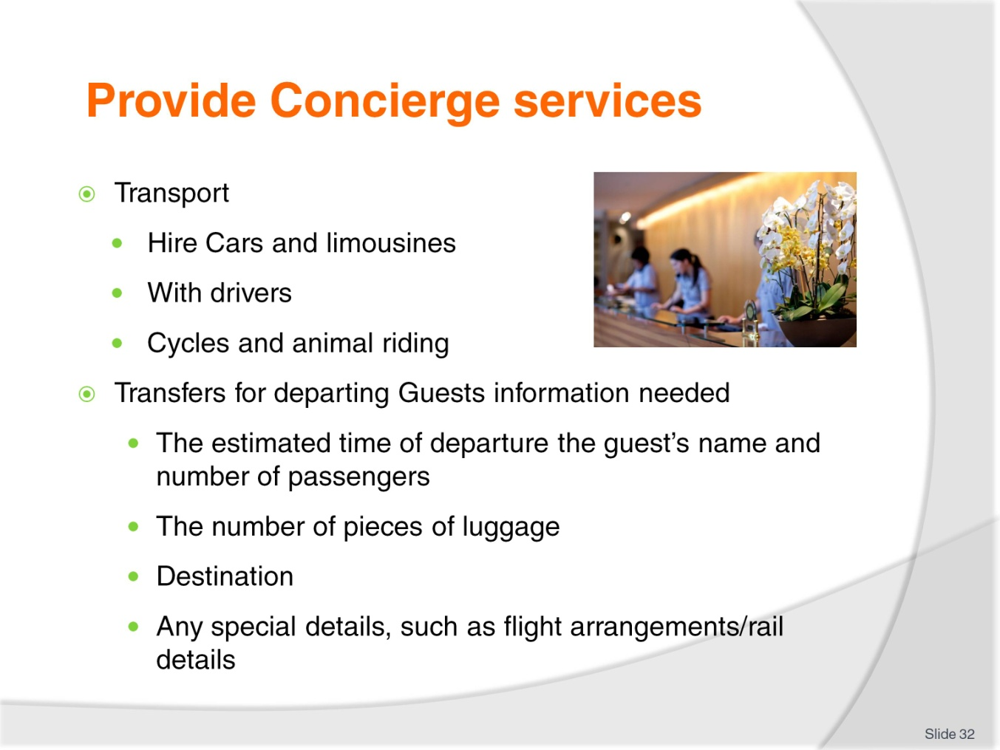 Provide Concierge services
Transport
Hire Cars and limousines
With drivers
Cycles and animal riding
Transfers for departing Guests information needed
The estimated time of departure the guest’s name and
number of passengers
The number of pieces of luggage
Destination
Any special details, such as flight arrangements/rail
details
Slide 32